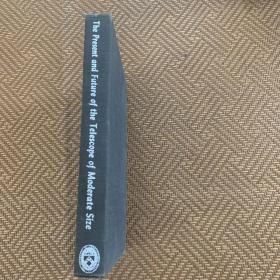 The Present and Future of the Telescope of Moderate Size